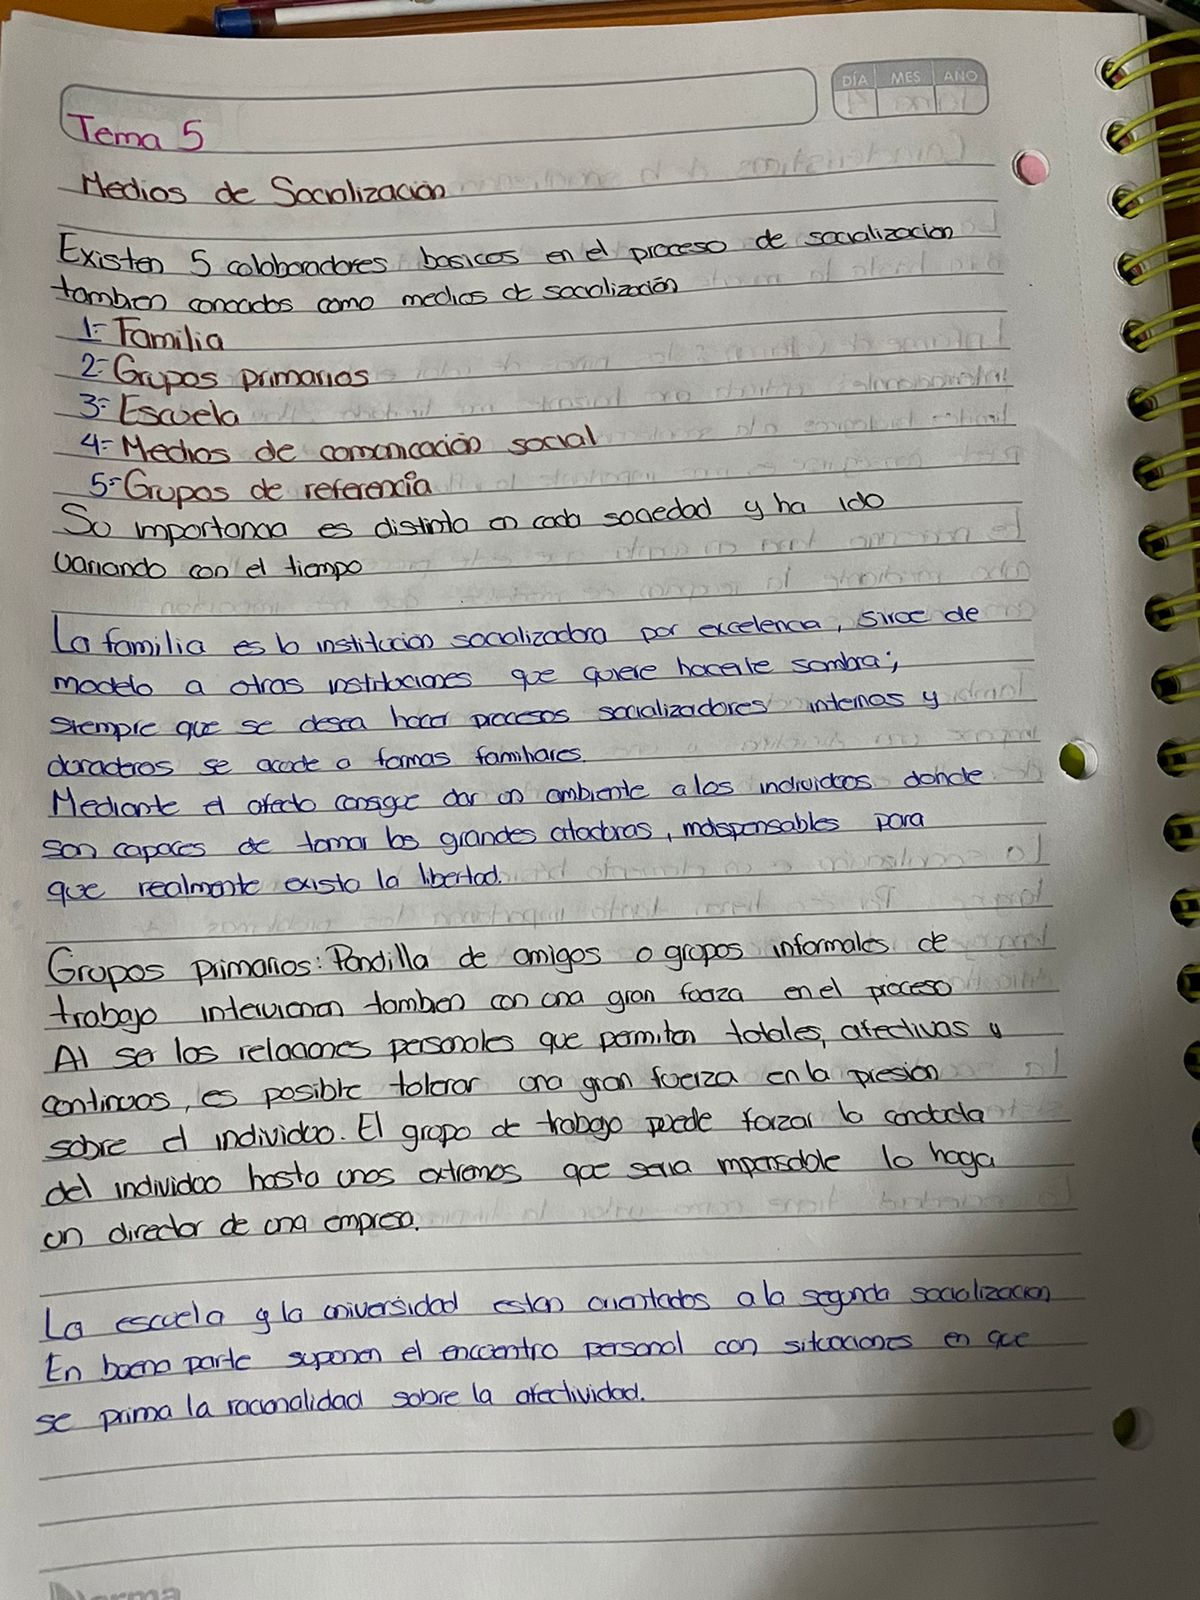 DÍA MES AÑO
Tema 5
Medios de Socialización
Existen 5 colaboradores basicos en el proceso de socialización
tambien conocidos como medios de socialización
1- Familia
2- Grupos primarios
3- Escuela
4- Medios de comunicación social
5- Grupos de referencia
Su importancia es distinta en cada sociedad y ha ido
variando con el tiempo
La familia es la institución socializadora por excelencia, sirve de
modelo a otras instituciones que quiere hacerle sombra;
siempre que se desea hacer procesos socializadores internos y
duraderos se acude a formas familiares.
Mediante el afecto consigue dar un ambiente a los individuos donde
son capaces de tomar las grandes ataduras, indispensables para
que realmente exista la libertad.
Grupos primarios: Pandilla de amigos o grupos informales de
trabajo intervienen tambien con una gran fuerza en el proceso
Al ser las relaciones personales que permiten totales, afectivas y
continuas, es posible tolerar una gran fuerza en la presión
sobre el individuo. El grupo de trabajo puede forzar la conducta
del individuo hasta unos extremos que seria impensable lo haga
un director de una empresa.
La escuela y la universidad estan orientados a la segunda socialización
En buena parte suponen el encuentro personal con situaciones en que
se prima la racionalidad sobre la afectividad.
Norma